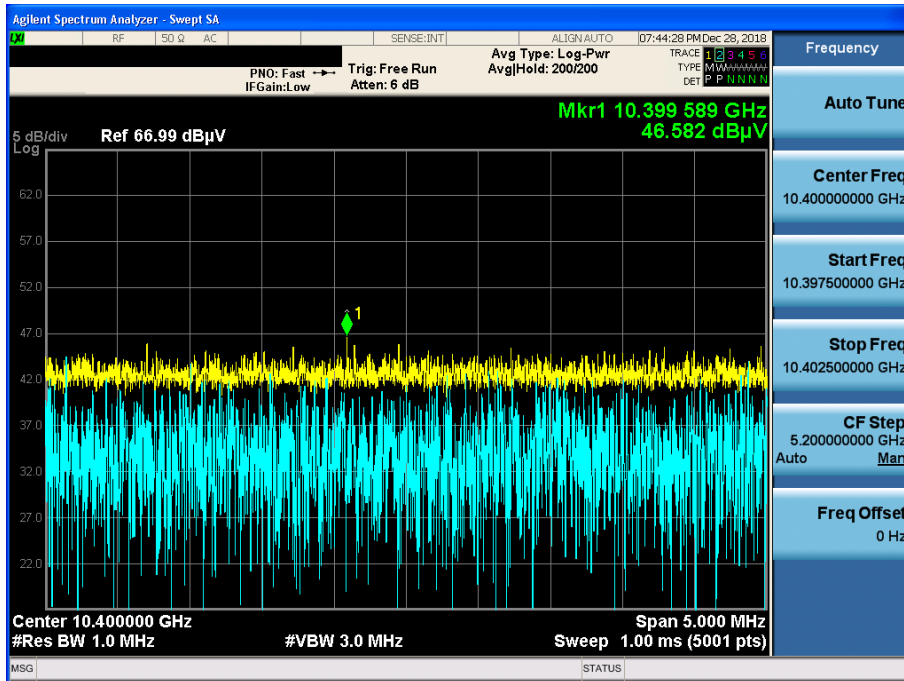 Agilent Spectrum Analyzer - Swept SA
LXI RF 50 Ω AC SENSE:INT ALIGN AUTO 07:44:28 PM Dec 28, 2018
PNO: Fast
IFGain:Low
Trig: Free Run
Atten: 6 dB
Avg Type: Log-Pwr
Avg|Hold: 200/200
TRACE 1 2 3 4 5 6
TYPE M W W W W W
DET P P N N N N
Mkr1 10.399 589 GHz
46.582 dBµV
5 dB/div Ref 66.99 dBµV
Log
62.0
57.0
52.0
47.0
42.0
37.0
32.0
27.0
22.0
1
Center 10.400000 GHz Span 5.000 MHz
#Res BW 1.0 MHz #VBW 3.0 MHz Sweep 1.00 ms (5001 pts)
MSG STATUS
Frequency
Auto Tune
Center Freq
10.400000000 GHz
Start Freq
10.397500000 GHz
Stop Freq
10.402500000 GHz
CF Step
5.200000000 GHz
Auto Man
Freq Offset
0 Hz